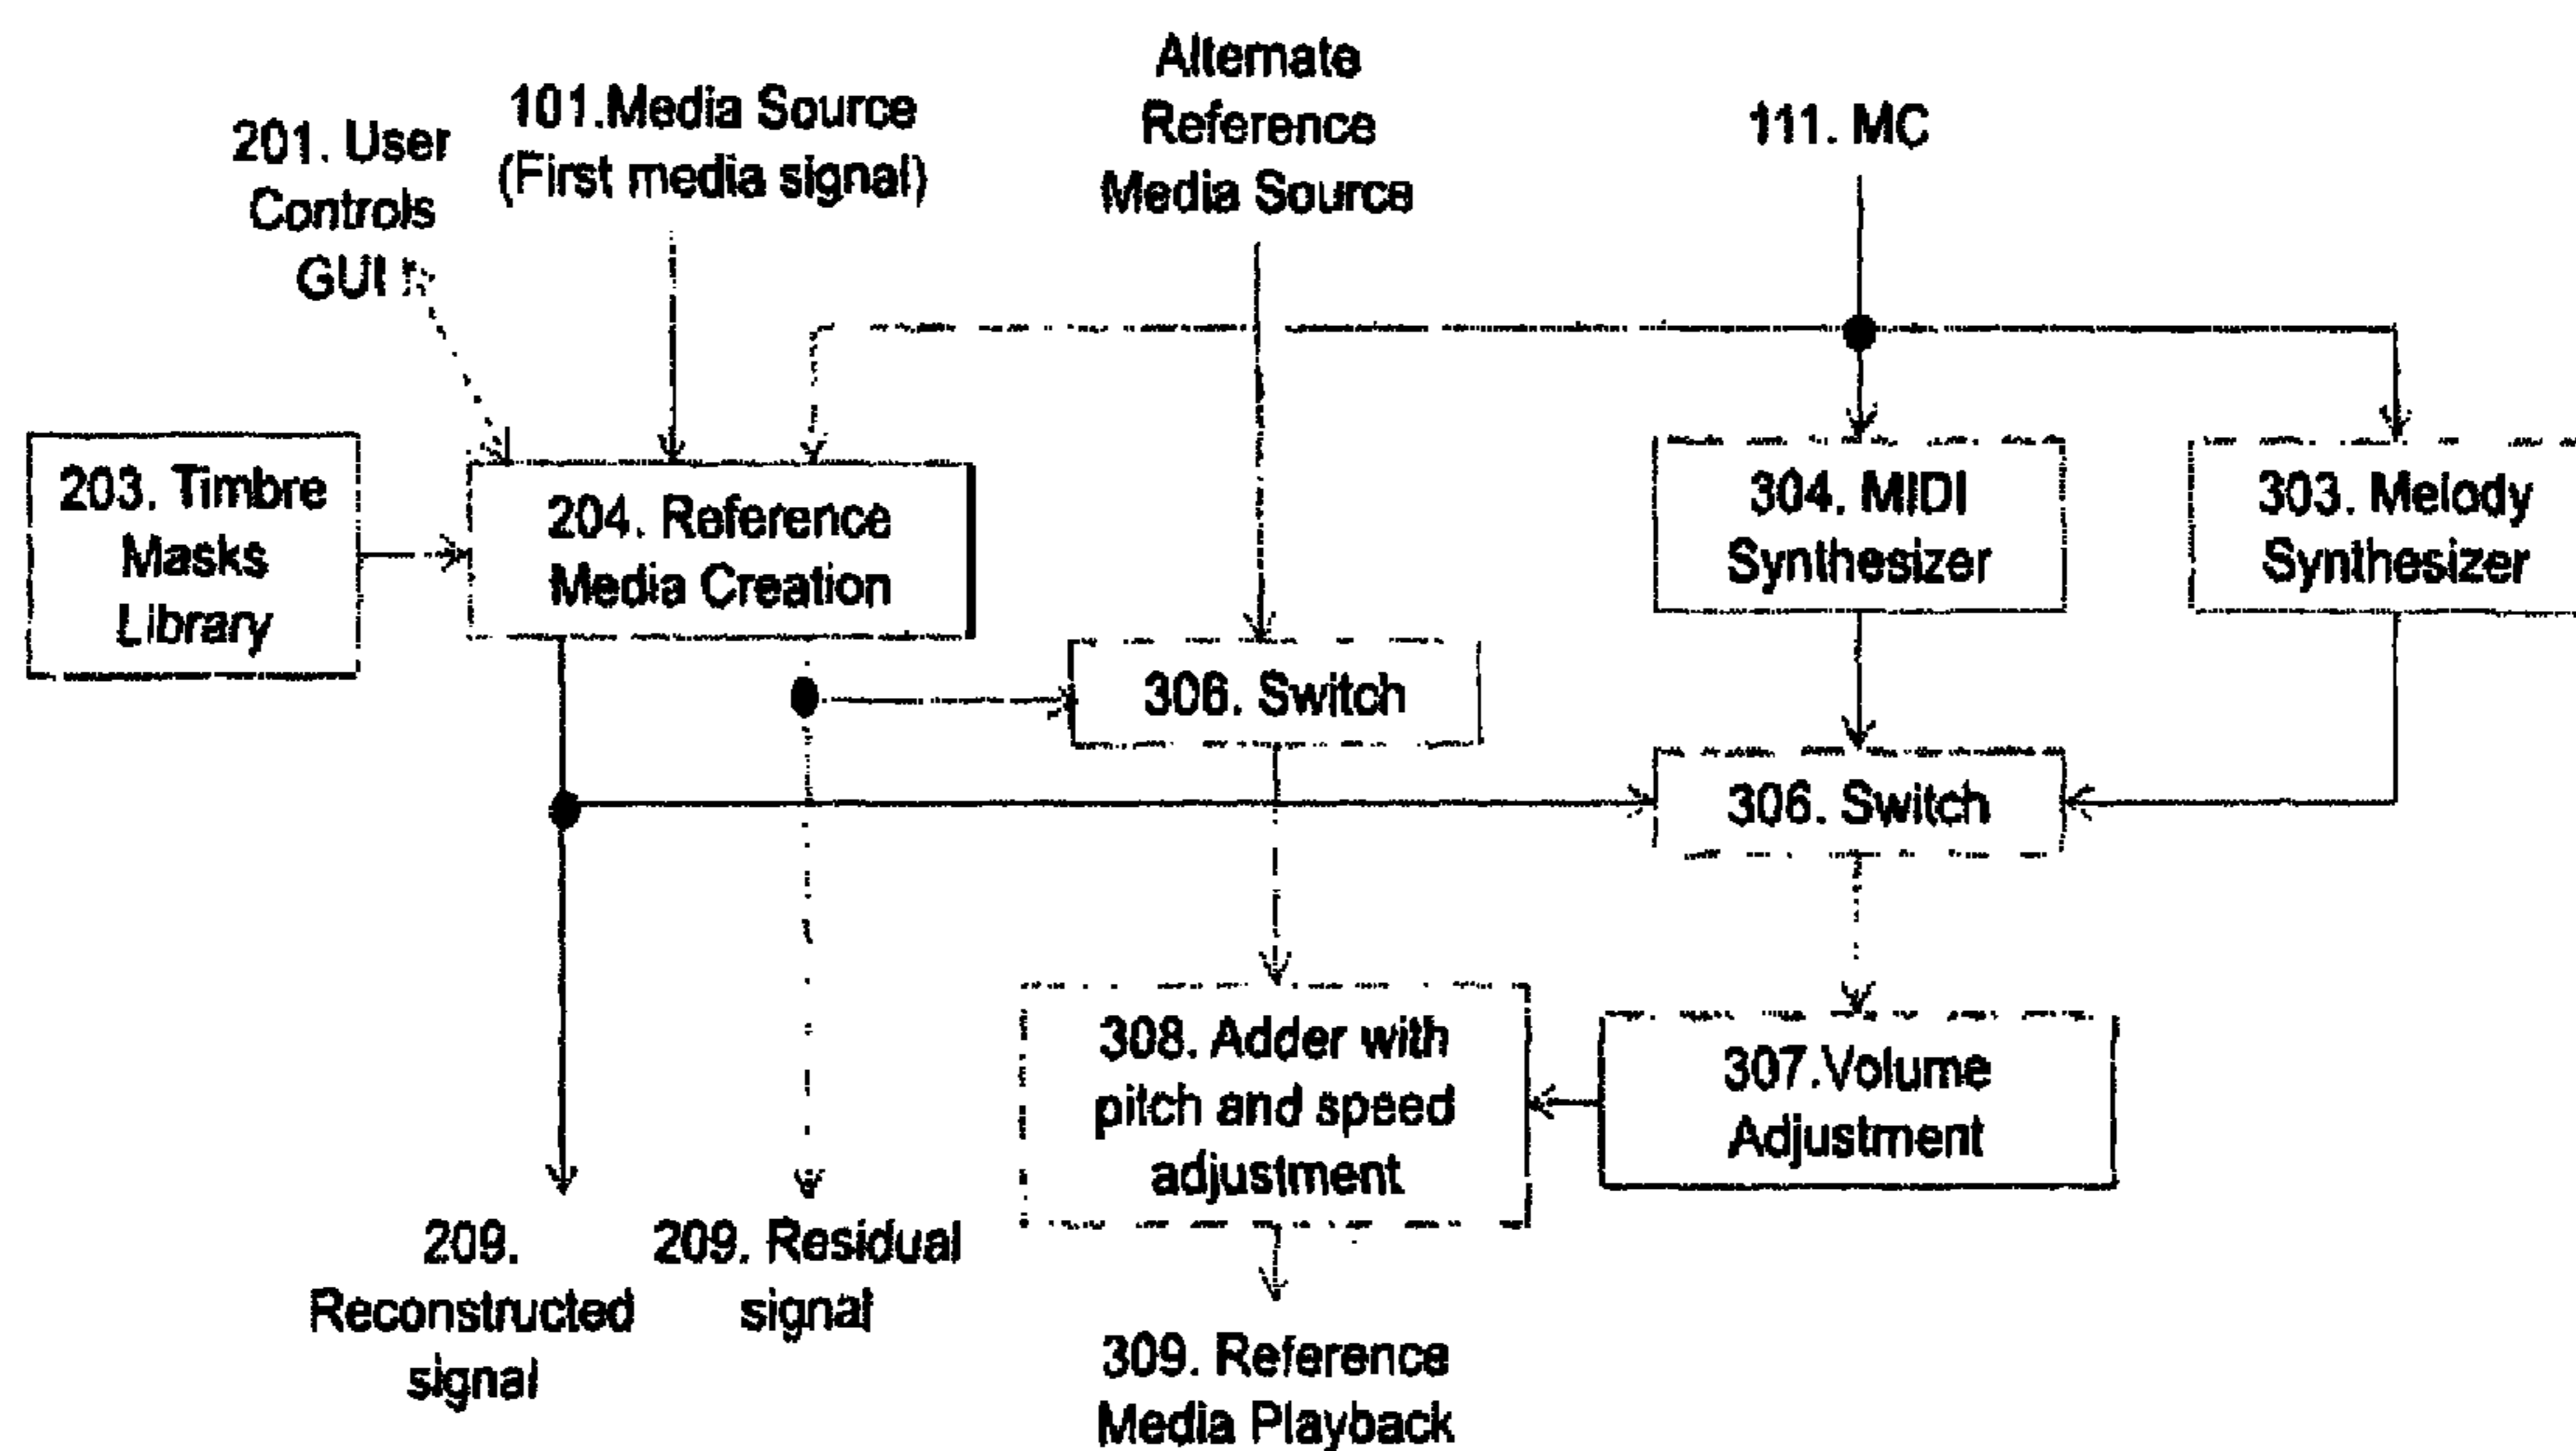 Alternate
Reference
Media Source
101.Media Source
(First media signal)
111. MC
201. User
Controls
GUI
203. Timbre
Masks
Library
204. Reference
Media Creation
304. MIDI
Synthesizer
303. Melody
Synthesizer
306. Switch
306. Switch
308. Adder with
pitch and speed
adjustment
307.Volume
Adjustment
209.
Reconstructed
signal
209. Residual
signal
309. Reference
Media Playback